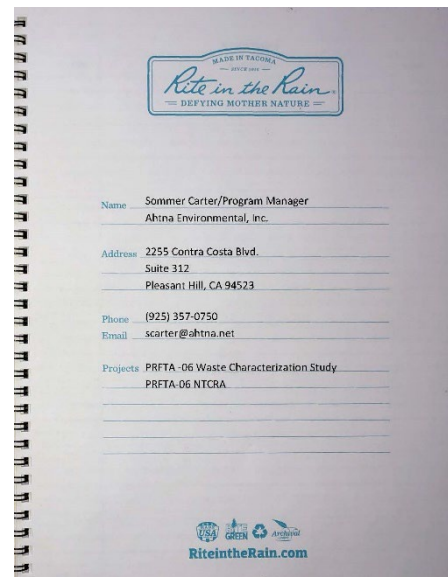 MADE IN TACOMA
Rite in the Rain
DEFYING MOTHER NATURE
Name Sommer Carter/Program Manager
Ahtna Environmental, Inc.
Address 2255 Contra Costa Blvd.
Suite 312
Pleasant Hill, CA 94523
Phone (925) 357-0750
Email scarter@ahtna.net
Projects PRFTA -06 Waste Characterization Study
PRFTA-06 NTCRA
USA
GREEN
Archival
RiteintheRain.com